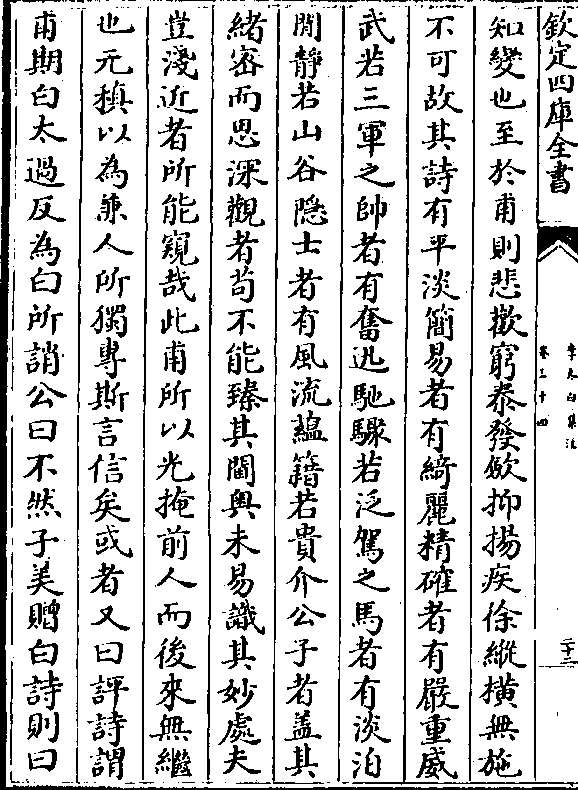 欽定四庫全書
李太白集注
卷三十四
二十三
知變也至於甫則悲歡窮泰發斂抑揚疾徐縱橫無施
不可故其詩有平淡簡易者有綺麗精確者有嚴重威
武若三軍之帥者有奮迅馳驟若泛駕之馬者有淡泊
閒靜若山谷隐士者有風流藴籍若貴介公子者葢其
緒宻而思深觀者苟不能臻其閫奥未易識其妙處夫
豈淺近者所能窺哉此甫所以光掩前人而後來無繼
也元稹以為兼人所獨專斯言信矣或者又曰評詩謂
甫期白太過反為白所誚公曰不然子美贈白詩則曰